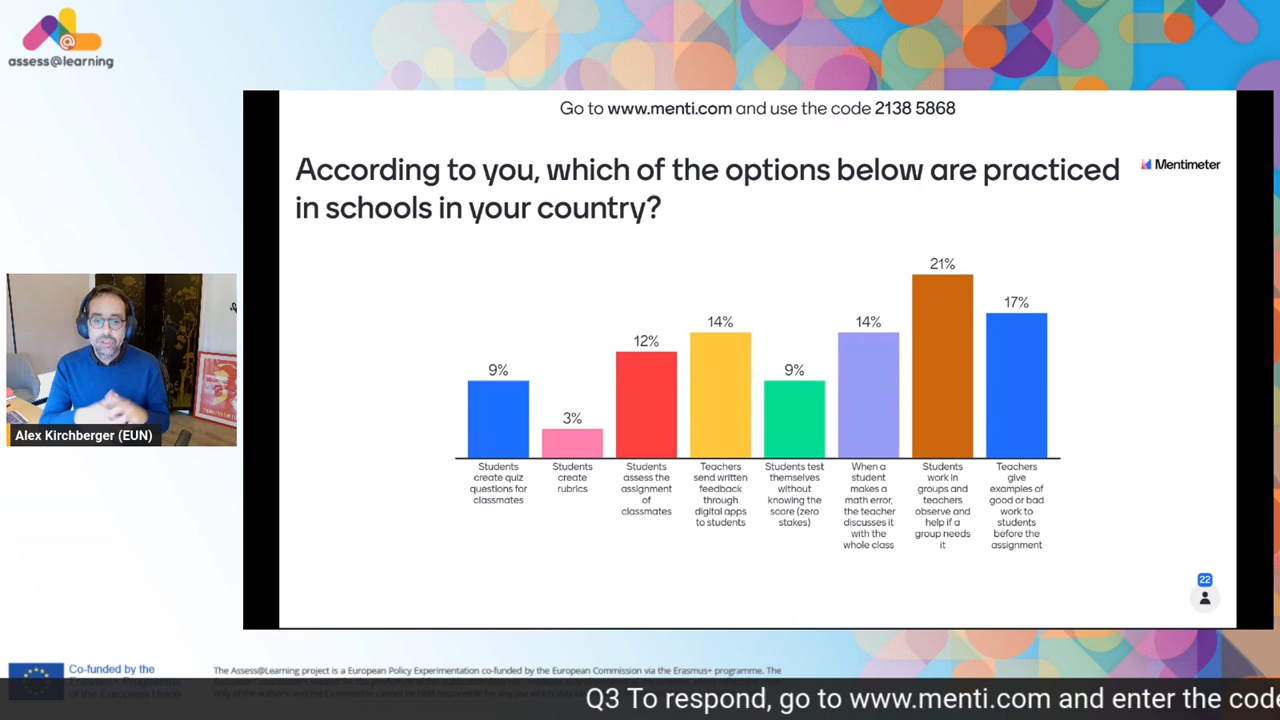 assess@learning
Go to www.menti.com and use the code 2138 5868
According to you, which of the options below are practiced
in schools in your country?
Mentimeter
21%
17%
14%
14%
12%
9%
9%
3%
Students
create quiz
questions for
classmates
Students
create
rubrics
Students
assess the
assignment
of
classmates
Teachers
send written
feedback
through
digital apps
to students
Students test
themselves
without
knowing the
score (zero
stakes)
When a
student
makes a
math error,
the teacher
discusses it
with the
whole class
Students
work in
groups and
teachers
observe and
help if a
group needs
it
Teachers
give
examples of
good or bad
work to
students
before the
assignment
22
Alex Kirchberger (EUN)
Co-funded by the
of the European Union
The Assess@Learning project is a European Policy Experimentation co-funded by the European Commission via the Erasmus+ programme. The
Q3 To respond, go to www.menti.com and enter the code